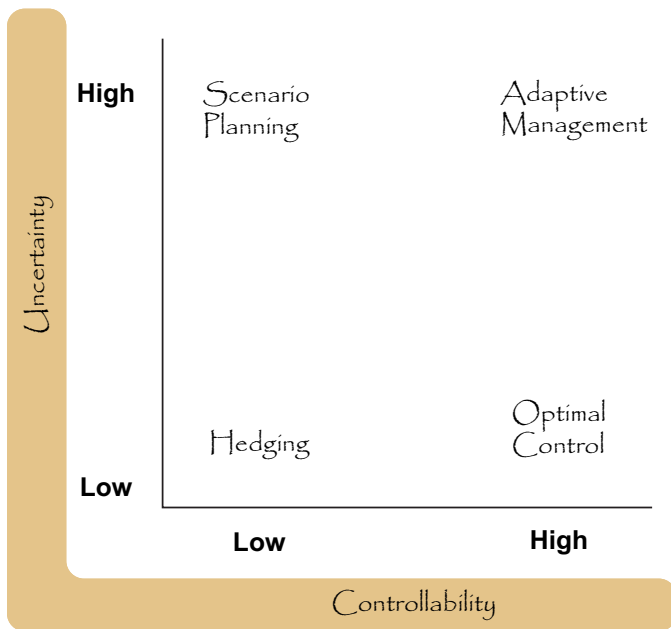 High
Scenario
Planning
Adaptive
Management
Uncertainty
Hedging
Optimal
Control
Low
Low
High
Controllability